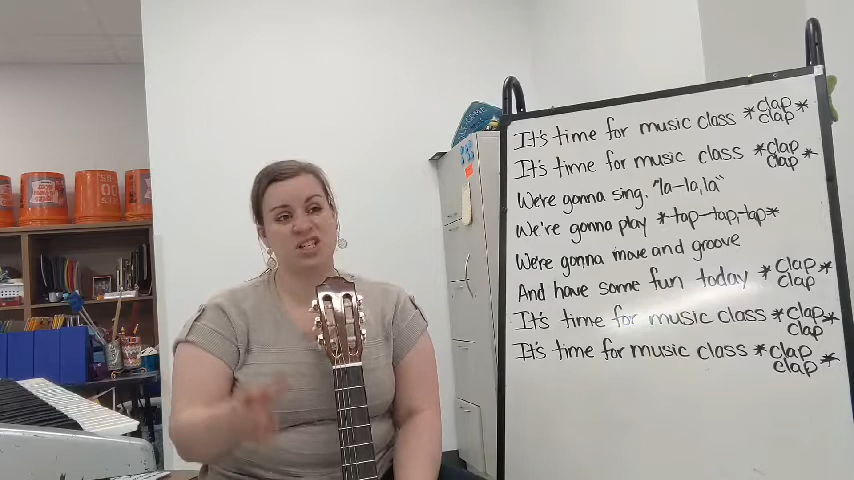 It's time for music class *clap clap*
It's time for music class *clap clap*
We're gonna sing. "la-la, la"
We're gonna play *tap-tap, tap*
We're gonna move and groove
And have some fun today *clap clap*
It's time for music class *clap clap*
It's time for music class *clap clap*